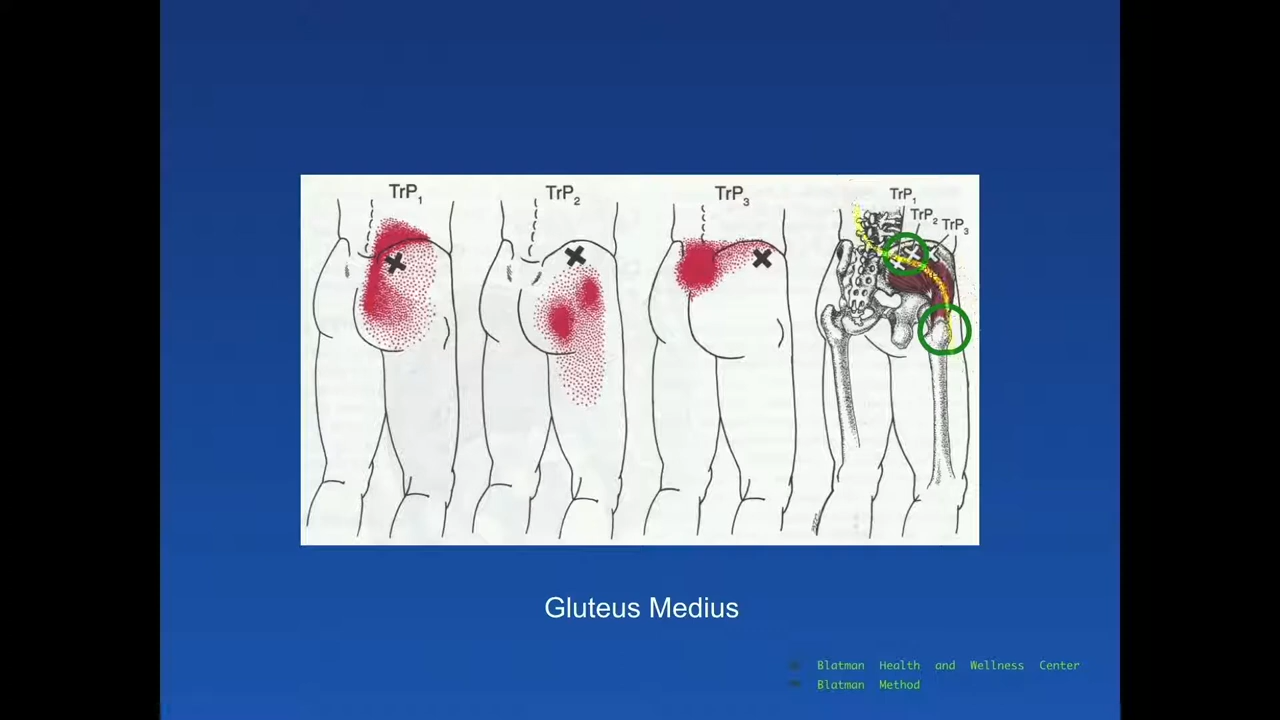 TrP₁
TrP₂
TrP₃
TrP₁
TrP₂
TrP₃
Gluteus Medius
Blatman Health and Wellness Center
Blatman Method